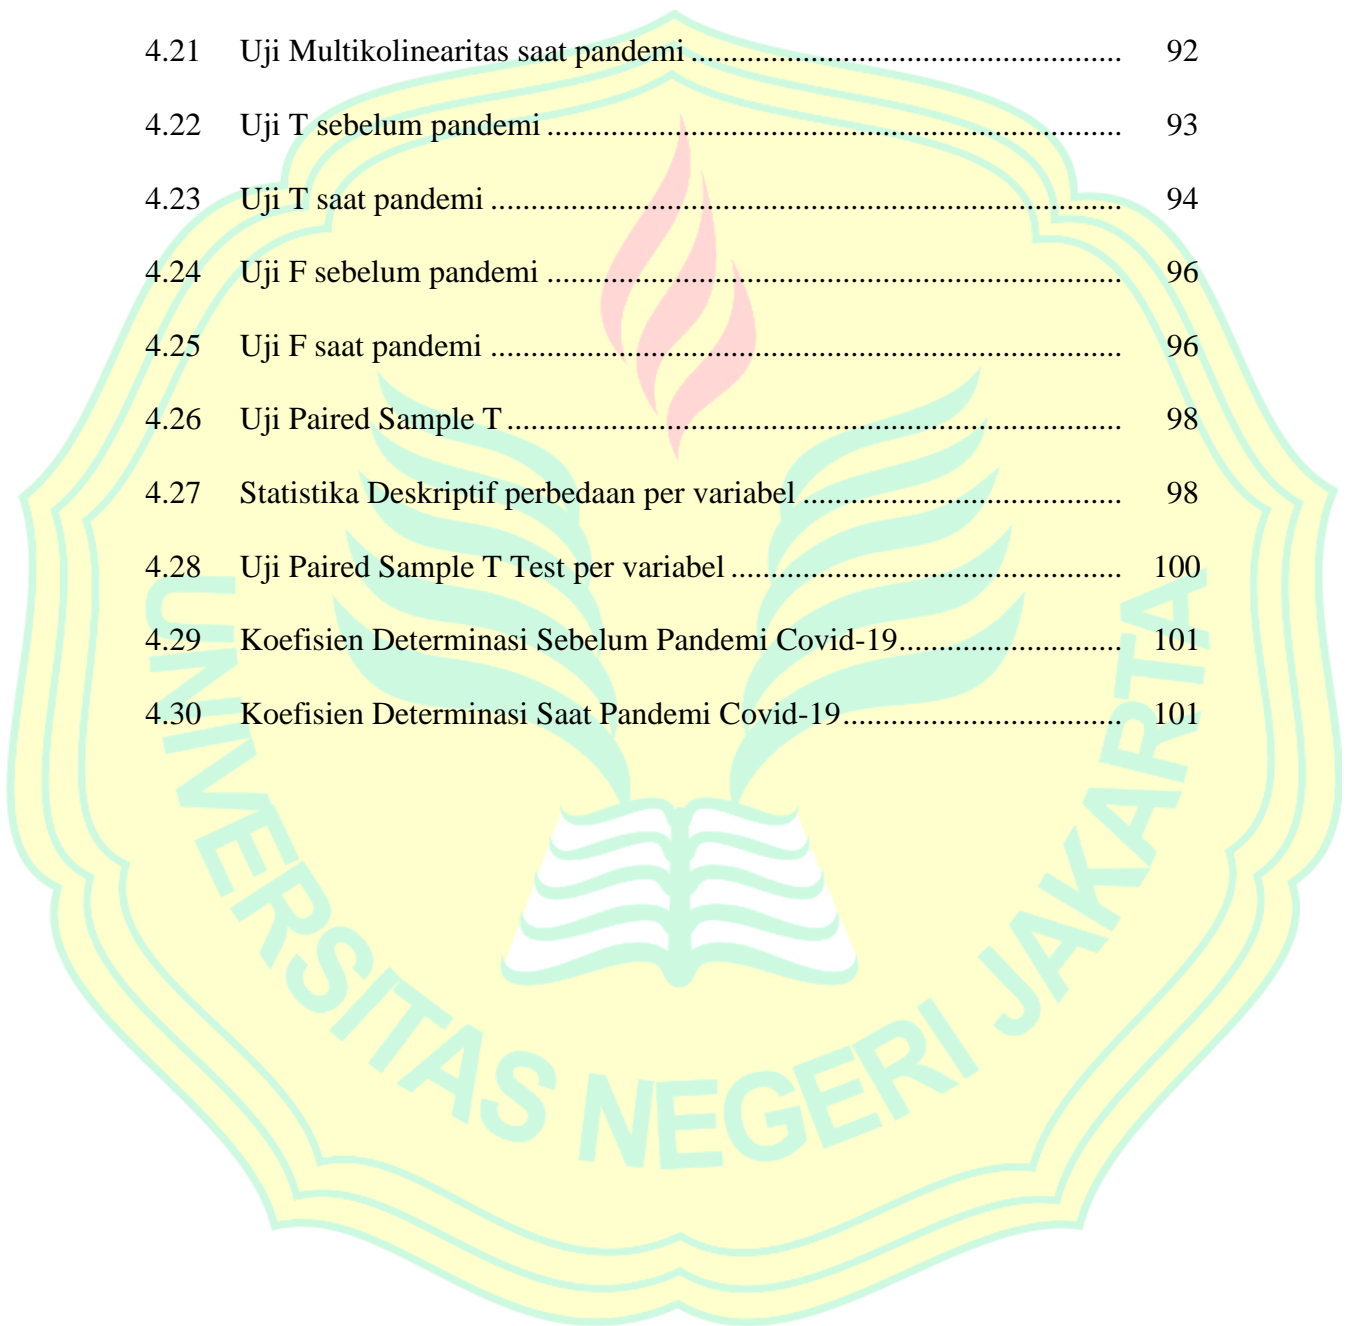 4.21 Uji Multikolinearitas saat pandemi ...................................................... 92
4.22 Uji T sebelum pandemi ........................................................................ 93
4.23 Uji T saat pandemi ............................................................................... 94
4.24 Uji F sebelum pandemi ........................................................................ 96
4.25 Uji F saat pandemi ............................................................................... 96
4.26 Uji Paired Sample T ............................................................................. 98
4.27 Statistika Deskriptif perbedaan per variabel ........................................ 98
4.28 Uji Paired Sample T Test per variabel ................................................. 100
4.29 Koefisien Determinasi Sebelum Pandemi Covid-19 ............................ 101
4.30 Koefisien Determinasi Saat Pandemi Covid-19 ................................... 101
UNIVERSITAS NEGERI JAKARTA